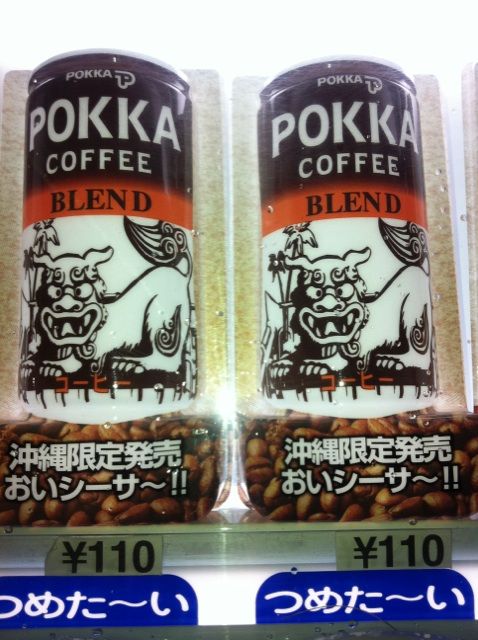 POKKA
POKKA
COFFEE
BLEND
コーヒー
沖縄限定発売
おいシーサ〜!!
¥110
つめた〜い
POKKA
POKKA
COFFEE
BLEND
コーヒー
沖縄限定発売
おいシーサ〜!!
¥110
つめた〜い